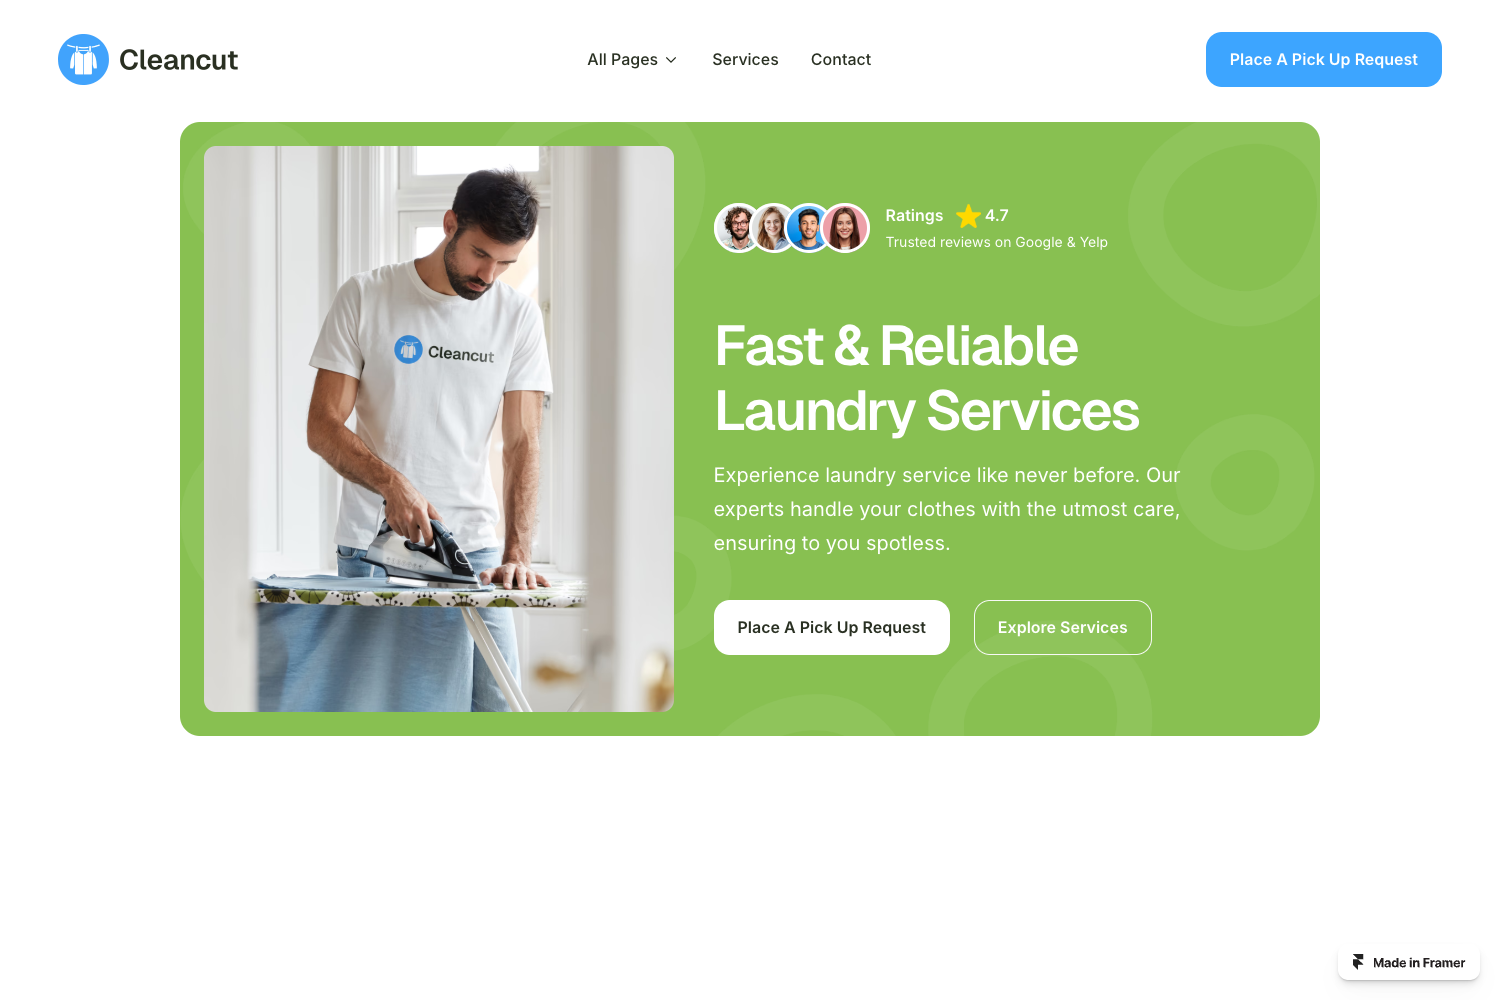 Cleancut
All Pages
Services
Contact
Place A Pick Up Request
Cleancut
Ratings 4.7
Trusted reviews on Google & Yelp
Fast & Reliable
Laundry Services
Experience laundry service like never before. Our
experts handle your clothes with the utmost care,
ensuring to you spotless.
Place A Pick Up Request
Explore Services
Made in Framer